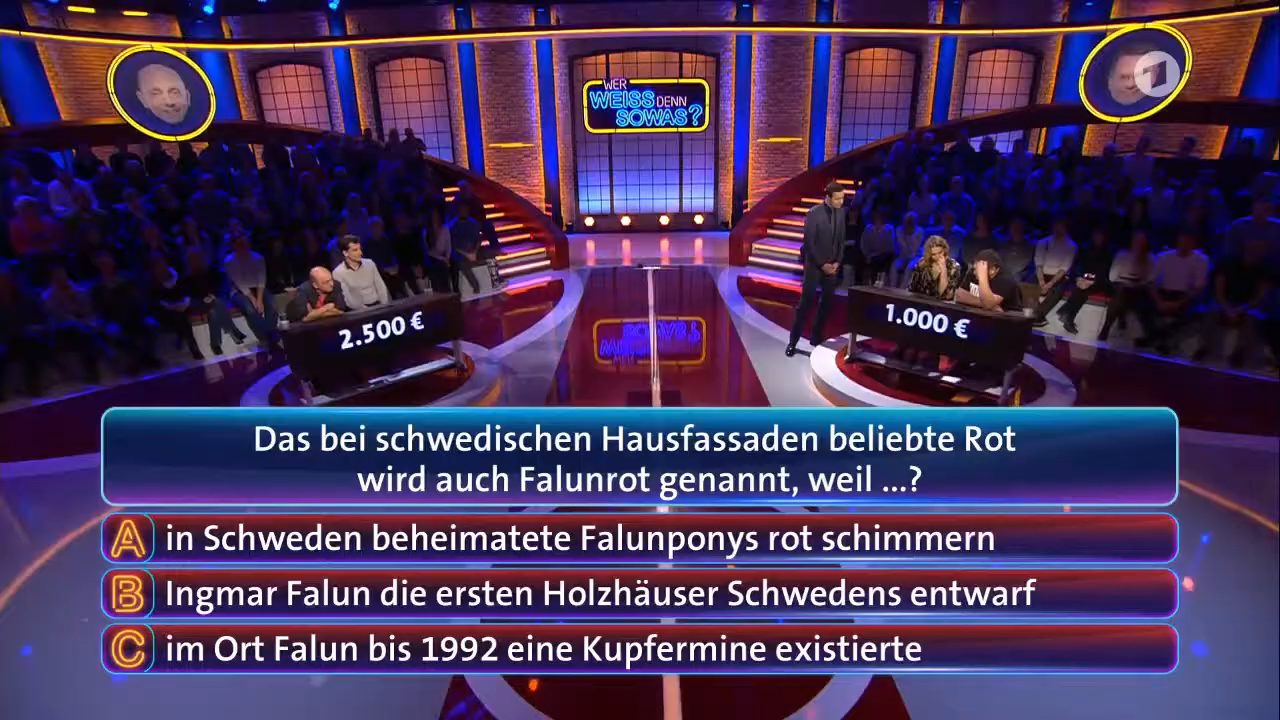 WER
WEISS DENN
SOWAS?
1
2.500 €
1.000 €
Das bei schwedischen Hausfassaden beliebte Rot
wird auch Falunrot genannt, weil ...?
A in Schweden beheimatete Falunponys rot schimmern
B Ingmar Falun die ersten Holzhäuser Schwedens entwarf
C im Ort Falun bis 1992 eine Kupfermine existierte